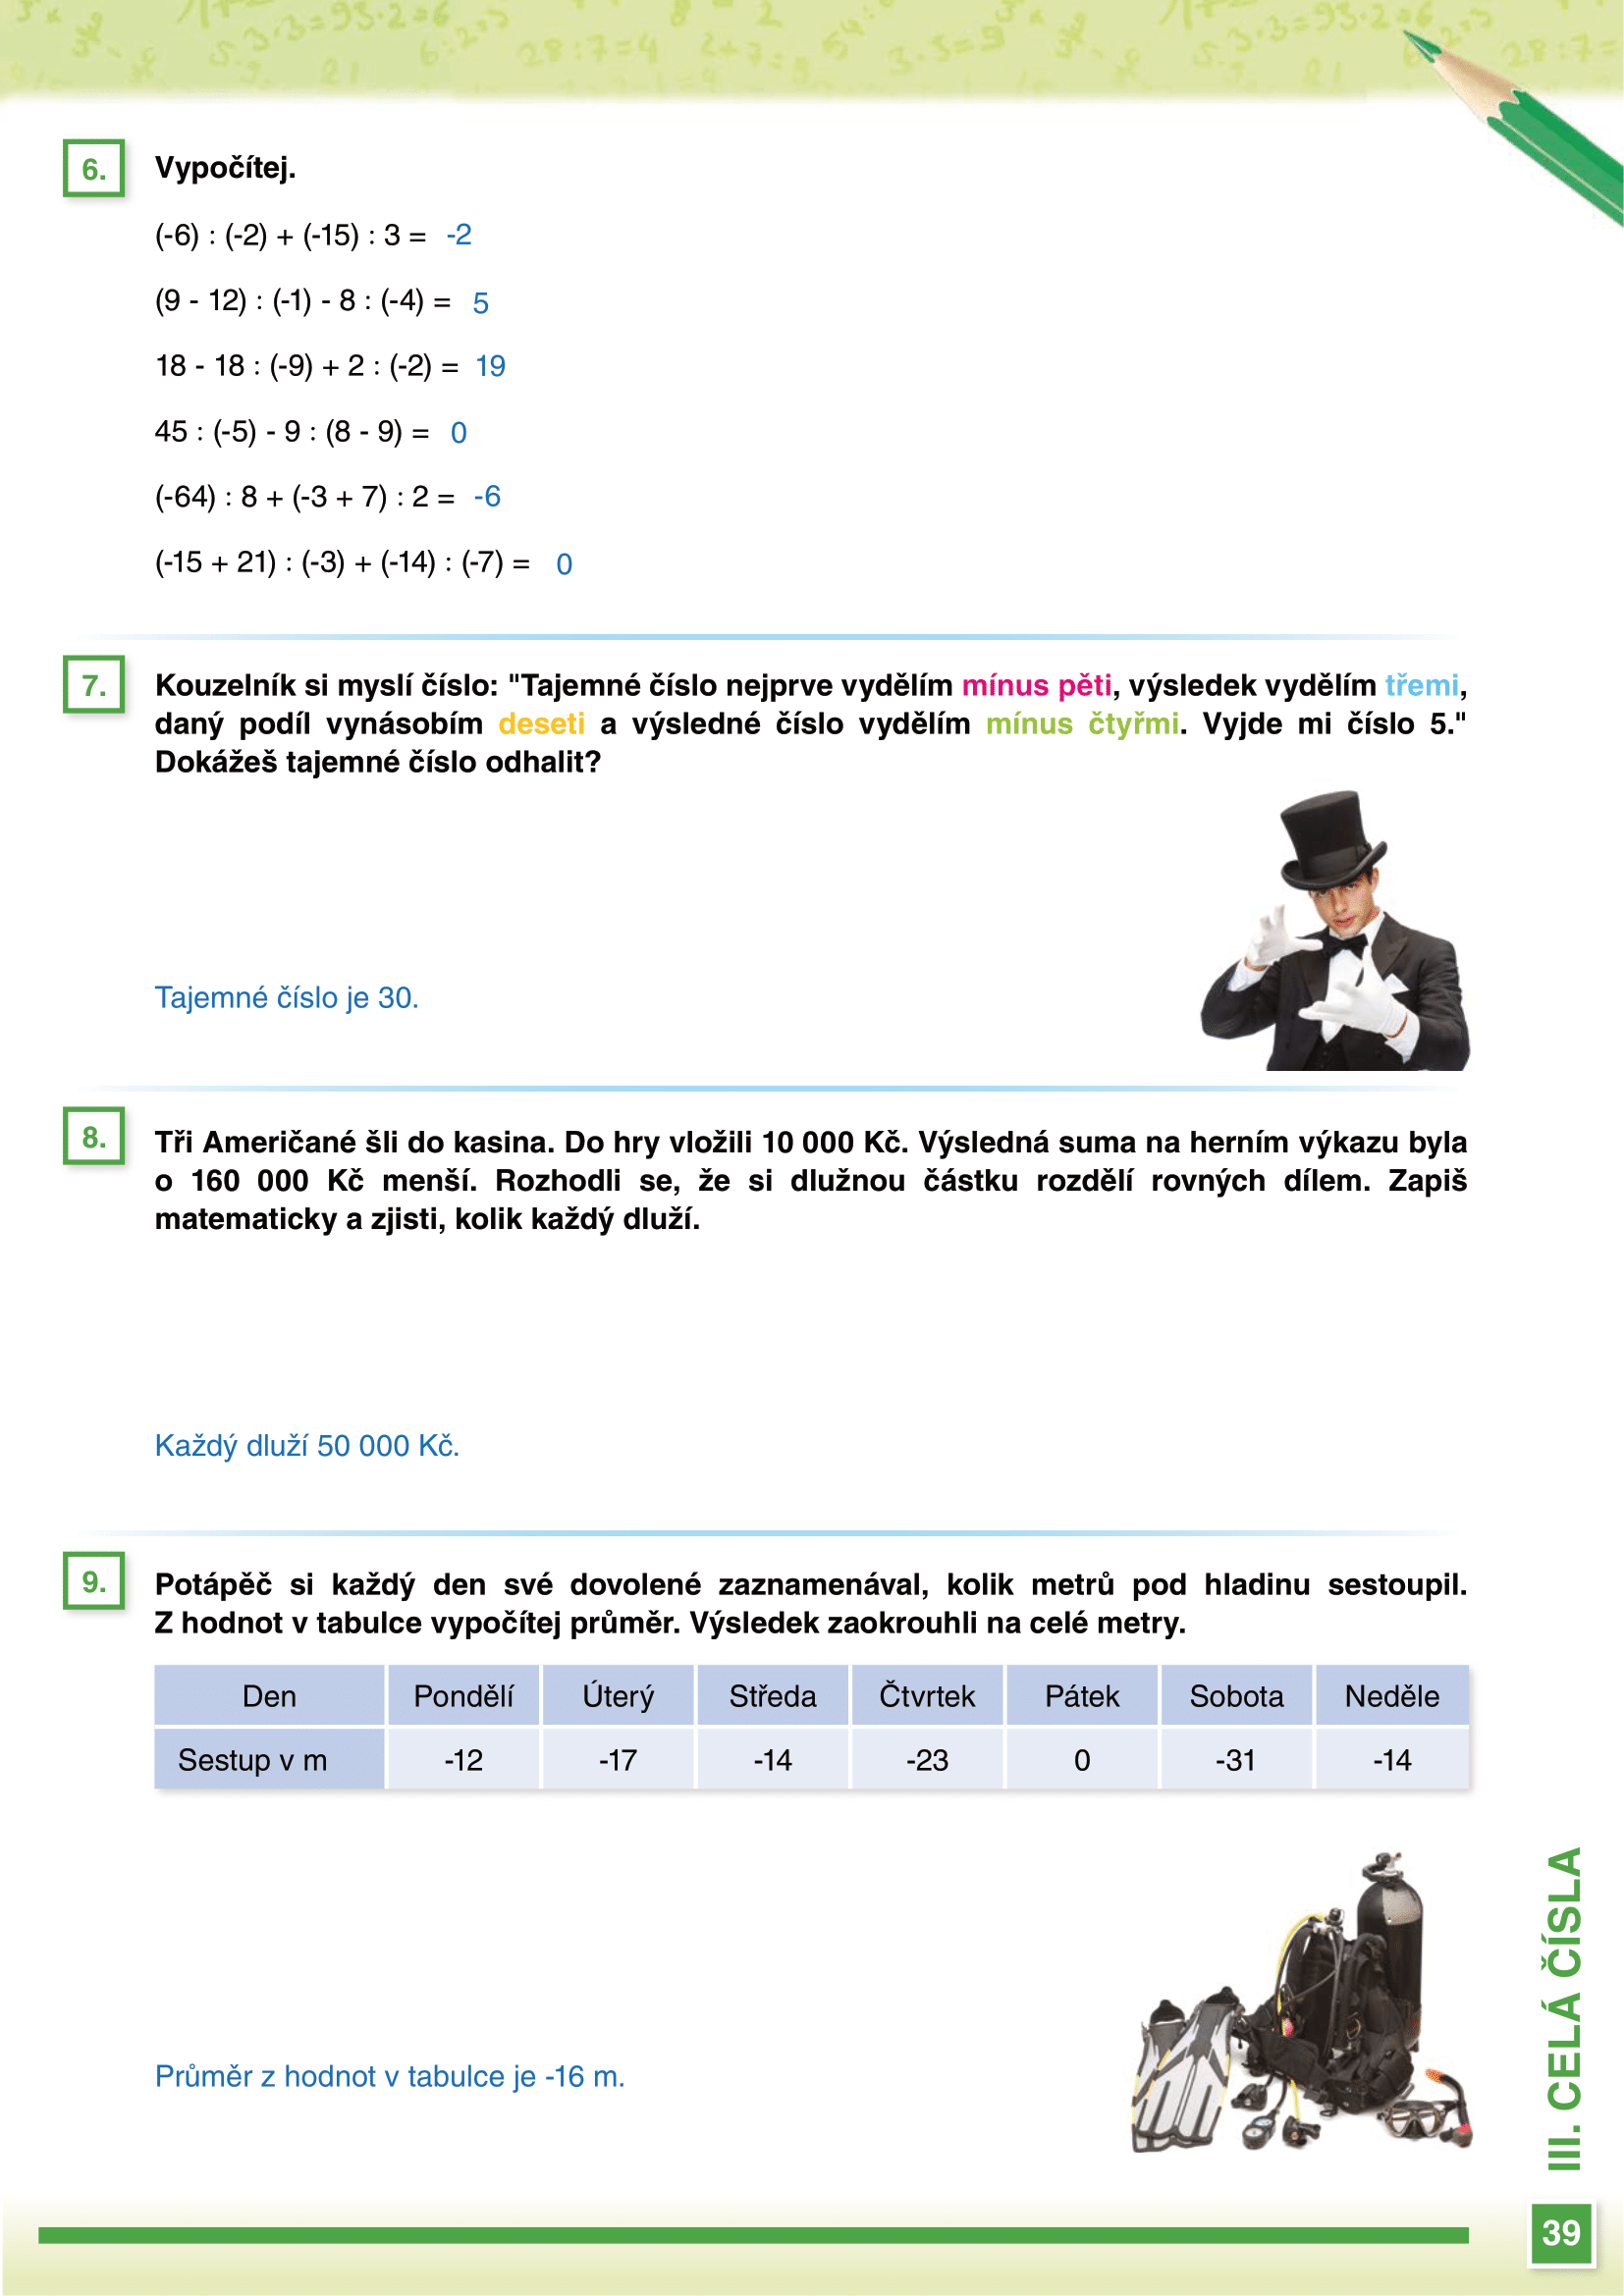 6.
Vypočítej.
(-6) : (-2) + (-15) : 3 = -2
(9 - 12) : (-1) - 8 : (-4) = 5
18 - 18 : (-9) + 2 : (-2) = 19
45 : (-5) - 9 : (8 - 9) = 0
(-64) : 8 + (-3 + 7) : 2 = -6
(-15 + 21) : (-3) + (-14) : (-7) = 0
7.
Kouzelník si myslí číslo: "Tajemné číslo nejprve vydělím mínus pěti, výsledek vydělím třemi,
daný podíl vynásobím deseti a výsledné číslo vydělím mínus čtyřmi. Vyjde mi číslo 5."
Dokážeš tajemné číslo odhalit?
Tajemné číslo je 30.
8.
Tři Američané šli do kasina. Do hry vložili 10 000 Kč. Výsledná suma na herním výkazu byla
o 160 000 Kč menší. Rozhodli se, že si dlužnou částku rozdělí rovných dílem. Zapiš
matematicky a zjisti, kolik každý dluží.
Každý dluží 50 000 Kč.
9.
Potápěč si každý den své dovolené zaznamenával, kolik metrů pod hladinu sestoupil.
Z hodnot v tabulce vypočítej průměr. Výsledek zaokrouhli na celé metry.
Den Pondělí Úterý Středa Čtvrtek Pátek Sobota Neděle
Sestup v m -12 -17 -14 -23 0 -31 -14
Průměr z hodnot v tabulce je -16 m.
III. CELÁ ČÍSLA
39